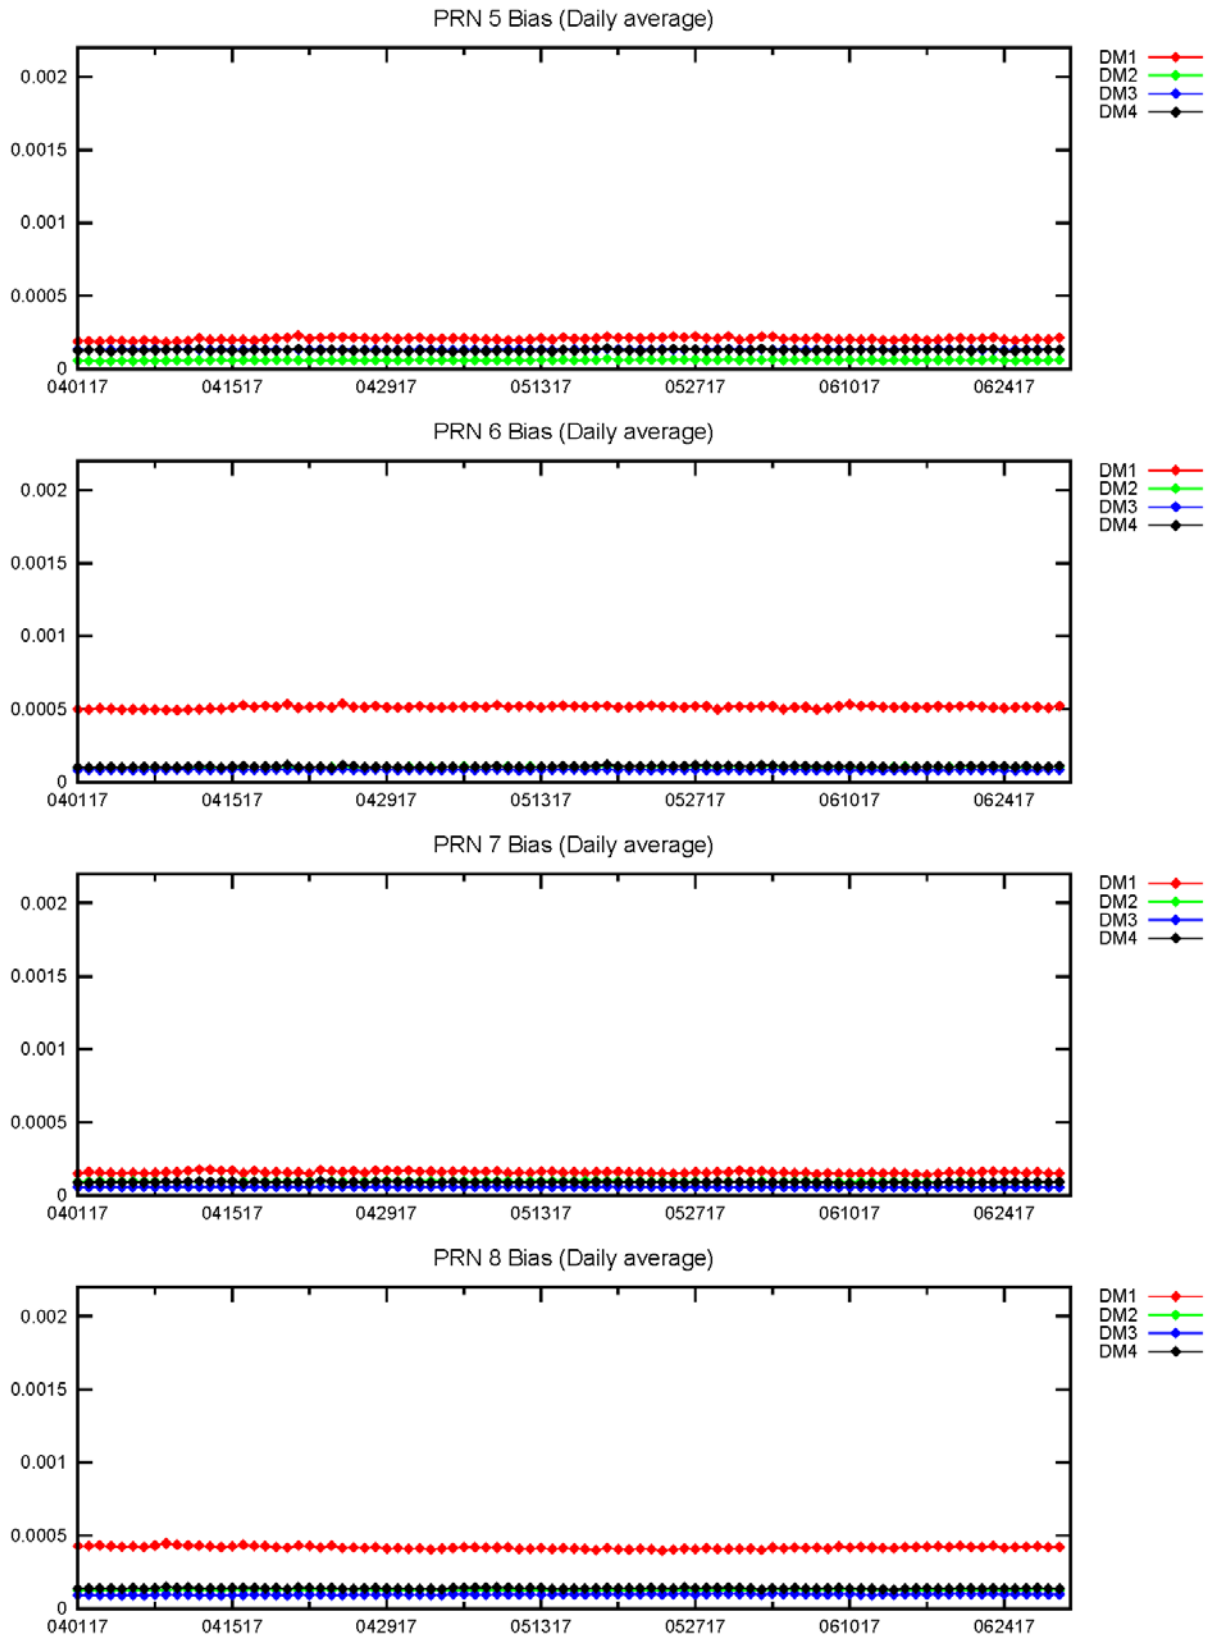 PRN 5 Bias (Daily average)
DM1
DM2
DM3
DM4
0.002
0.0015
0.001
0.0005
0
040117 041517 042917 051317 052717 061017 062417
PRN 6 Bias (Daily average)
DM1
DM2
DM3
DM4
0.002
0.0015
0.001
0.0005
0
040117 041517 042917 051317 052717 061017 062417
PRN 7 Bias (Daily average)
DM1
DM2
DM3
DM4
0.002
0.0015
0.001
0.0005
0
040117 041517 042917 051317 052717 061017 062417
PRN 8 Bias (Daily average)
DM1
DM2
DM3
DM4
0.002
0.0015
0.001
0.0005
0
040117 041517 042917 051317 052717 061017 062417